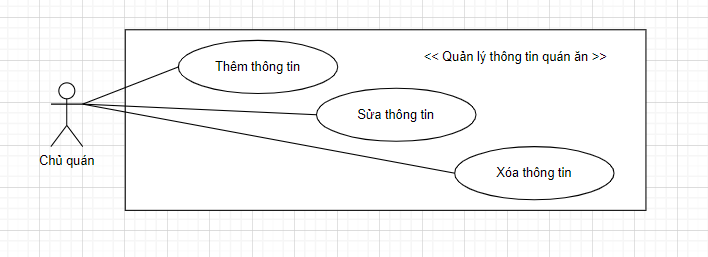 << Quản lý thông tin quán ăn >>
Thêm thông tin
Sửa thông tin
Chủ quán
Xóa thông tin